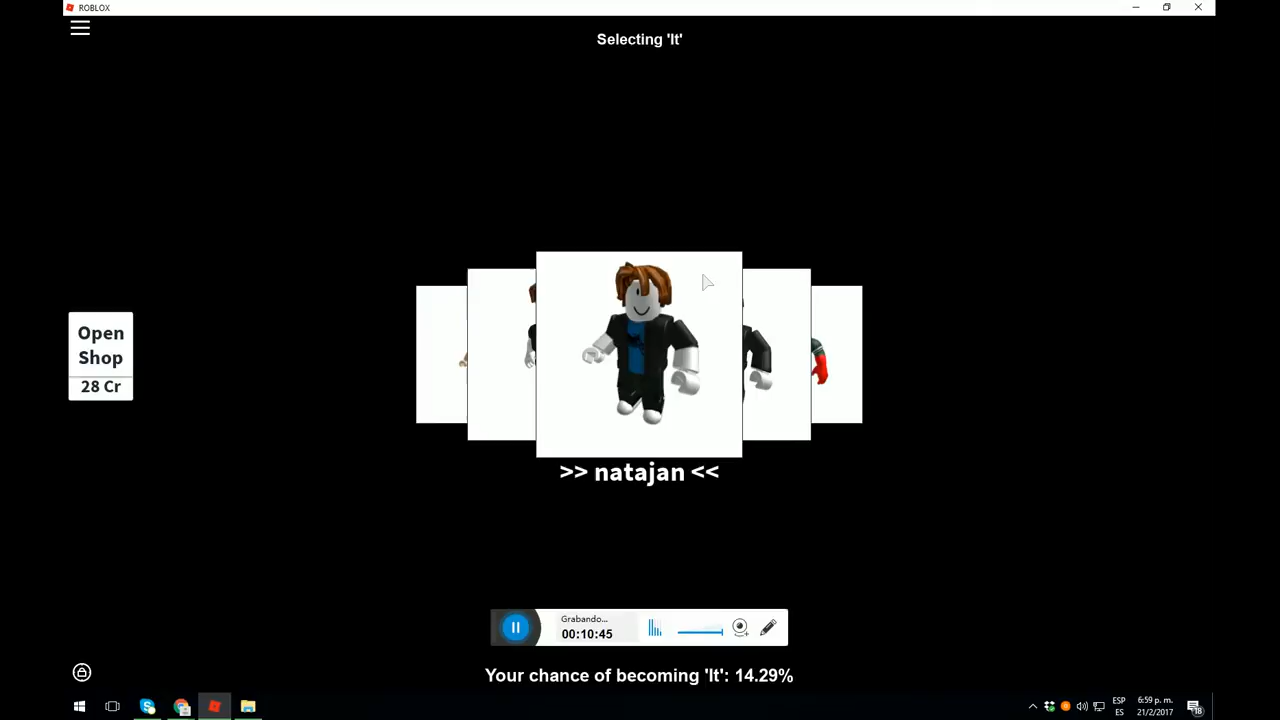 ROBLOX
Selecting 'It'
Open
Shop
28 Cr
>> natajan <<
Grabando...
00:10:45
Your chance of becoming 'It': 14.29%
ESP
ES
6:59 p. m.
21/2/2017
18